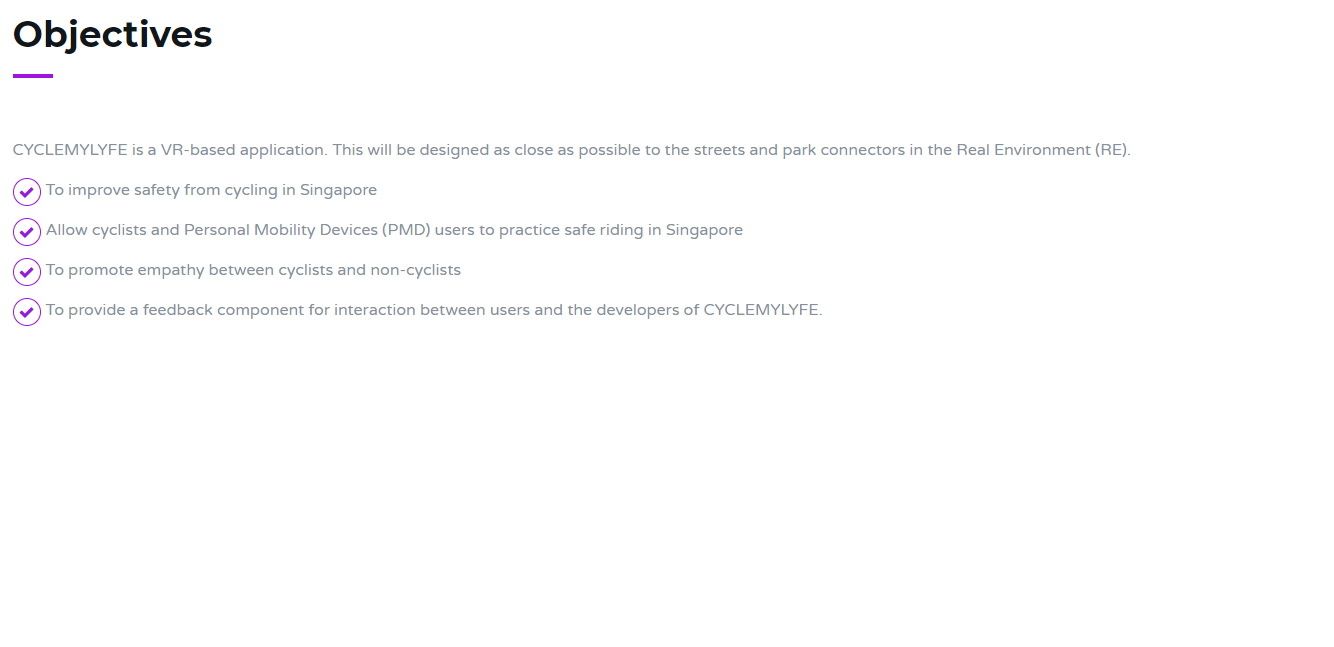 Objectives
CYCLEMYLYFE is a VR-based application. This will be designed as close as possible to the streets and park connectors in the Real Environment (RE).
To improve safety from cycling in Singapore
Allow cyclists and Personal Mobility Devices (PMD) users to practice safe riding in Singapore
To promote empathy between cyclists and non-cyclists
To provide a feedback component for interaction between users and the developers of CYCLEMYLYFE.